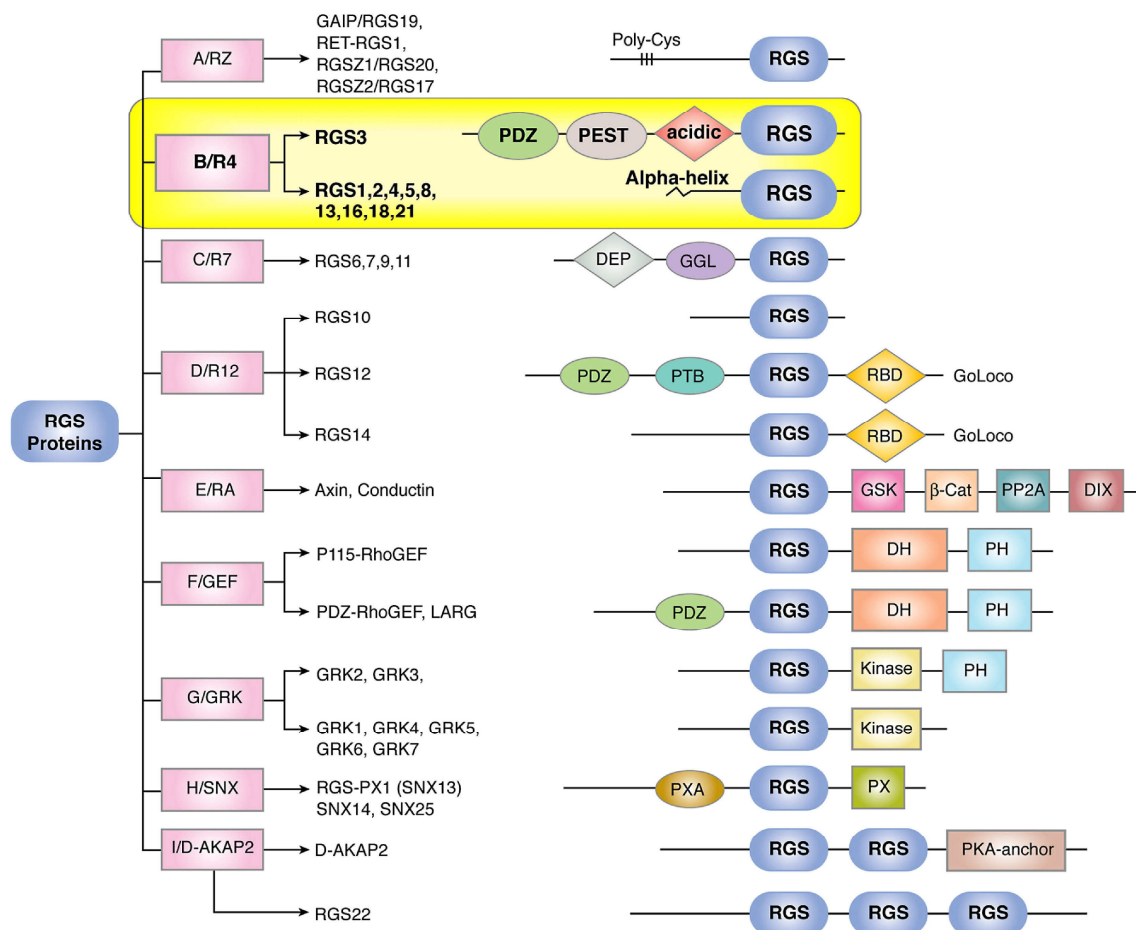 GAIP/RGS19,
RET-RGS1,
RGSZ1/RGS20,
RGSZ2/RGS17
A/RZ
Poly-Cys
RGS
B/R4
RGS3
PDZ
PEST
acidic
RGS
RGS1,2,4,5,8,
13,16,18,21
Alpha-helix
RGS
C/R7
RGS6,7,9,11
DEP
GGL
RGS
D/R12
RGS10
RGS
RGS12
PDZ
PTB
RGS
RBD
GoLoco
RGS14
RGS
RBD
GoLoco
RGS
Proteins
E/RA
Axin, Conductin
RGS
GSK
β-Cat
PP2A
DIX
F/GEF
P115-RhoGEF
RGS
DH
PH
PDZ-RhoGEF, LARG
PDZ
RGS
DH
PH
G/GRK
GRK2, GRK3,
RGS
Kinase
PH
GRK1, GRK4, GRK5,
GRK6, GRK7
RGS
Kinase
H/SNX
RGS-PX1 (SNX13)
SNX14, SNX25
PXA
RGS
PX
I/D-AKAP2
D-AKAP2
RGS
RGS
PKA-anchor
RGS22
RGS
RGS
RGS